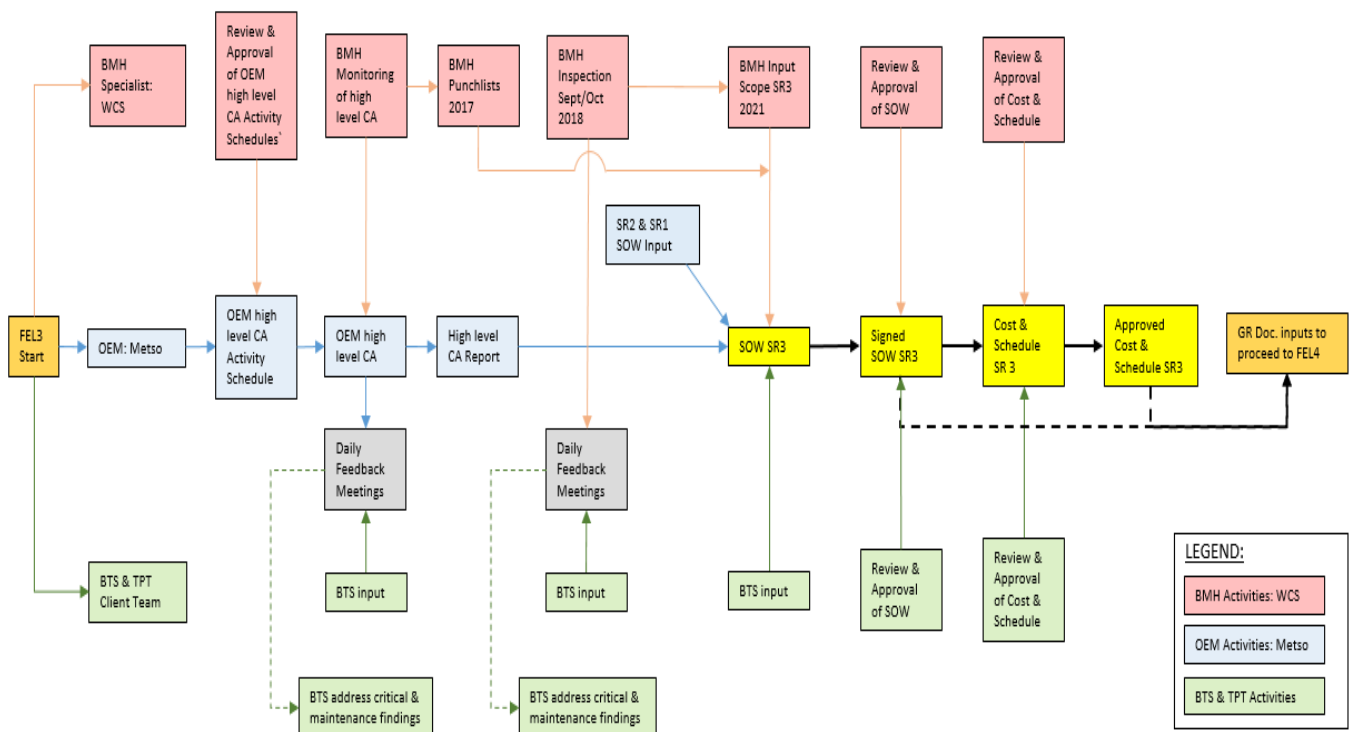 BMH
Specialist:
WCS
Review &
Approval
of OEM
high level
CA Activity
Schedules`
BMH
Monitoring
of high
level CA
BMH
Punchlists
2017
BMH
Inspection
Sept/Oct
2018
BMH Input
Scope SR3
2021
Review &
Approval
of SOW
Review &
Approval
of Cost &
Schedule
SR2 & SR1
SOW Input
FEL3
Start
OEM: Metso
OEM high
level CA
Activity
Schedule
OEM high
level CA
High level
CA Report
SOW SR3
Signed
SOW SR3
Cost &
Schedule
SR 3
Approved
Cost &
Schedule SR3
GR Doc. inputs to
proceed to FEL4
Daily
Feedback
Meetings
Daily
Feedback
Meetings
BTS & TPT
Client Team
BTS input
BTS input
BTS input
Review &
Approval
of SOW
Review &
Approval
of Cost &
Schedule
BTS address critical &
maintenance findings
BTS address critical &
maintenance findings
LEGEND:
BMH Activities: WCS
OEM Activities: Metso
BTS & TPT Activities